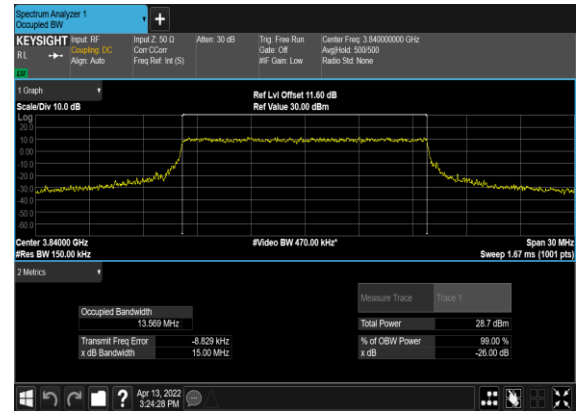 Spectrum Analyzer 1
Occupied BW
+
KEYSIGHT
RL
Input: RF
Coupling: DC
Align: Auto
Input Z: 50 Ω
Corr CCorr
Freq Ref: Int (S)
Atten: 30 dB
Trig: Free Run
Gate: Off
#IF Gain: Low
Center Freq: 3.840000000 GHz
Avg|Hold: 500/500
Radio Std: None
1 Graph
Scale/Div 10.0 dB
Ref Lvl Offset 11.60 dB
Ref Value 30.00 dBm
Log
20.0
10.0
0.00
-10.0
-20.0
-30.0
-40.0
-50.0
-60.0
Center 3.84000 GHz
#Res BW 150.00 kHz
#Video BW 470.00 kHz*
Span 30 MHz
Sweep 1.67 ms (1001 pts)
2 Metrics
Measure Trace Trace 1
Occupied Bandwidth
13.569 MHz
Total Power 28.7 dBm
Transmit Freq Error -8.829 kHz
% of OBW Power 99.00 %
x dB Bandwidth 15.00 MHz
x dB -26.00 dB
?
Apr 13, 2022
3:24:28 PM